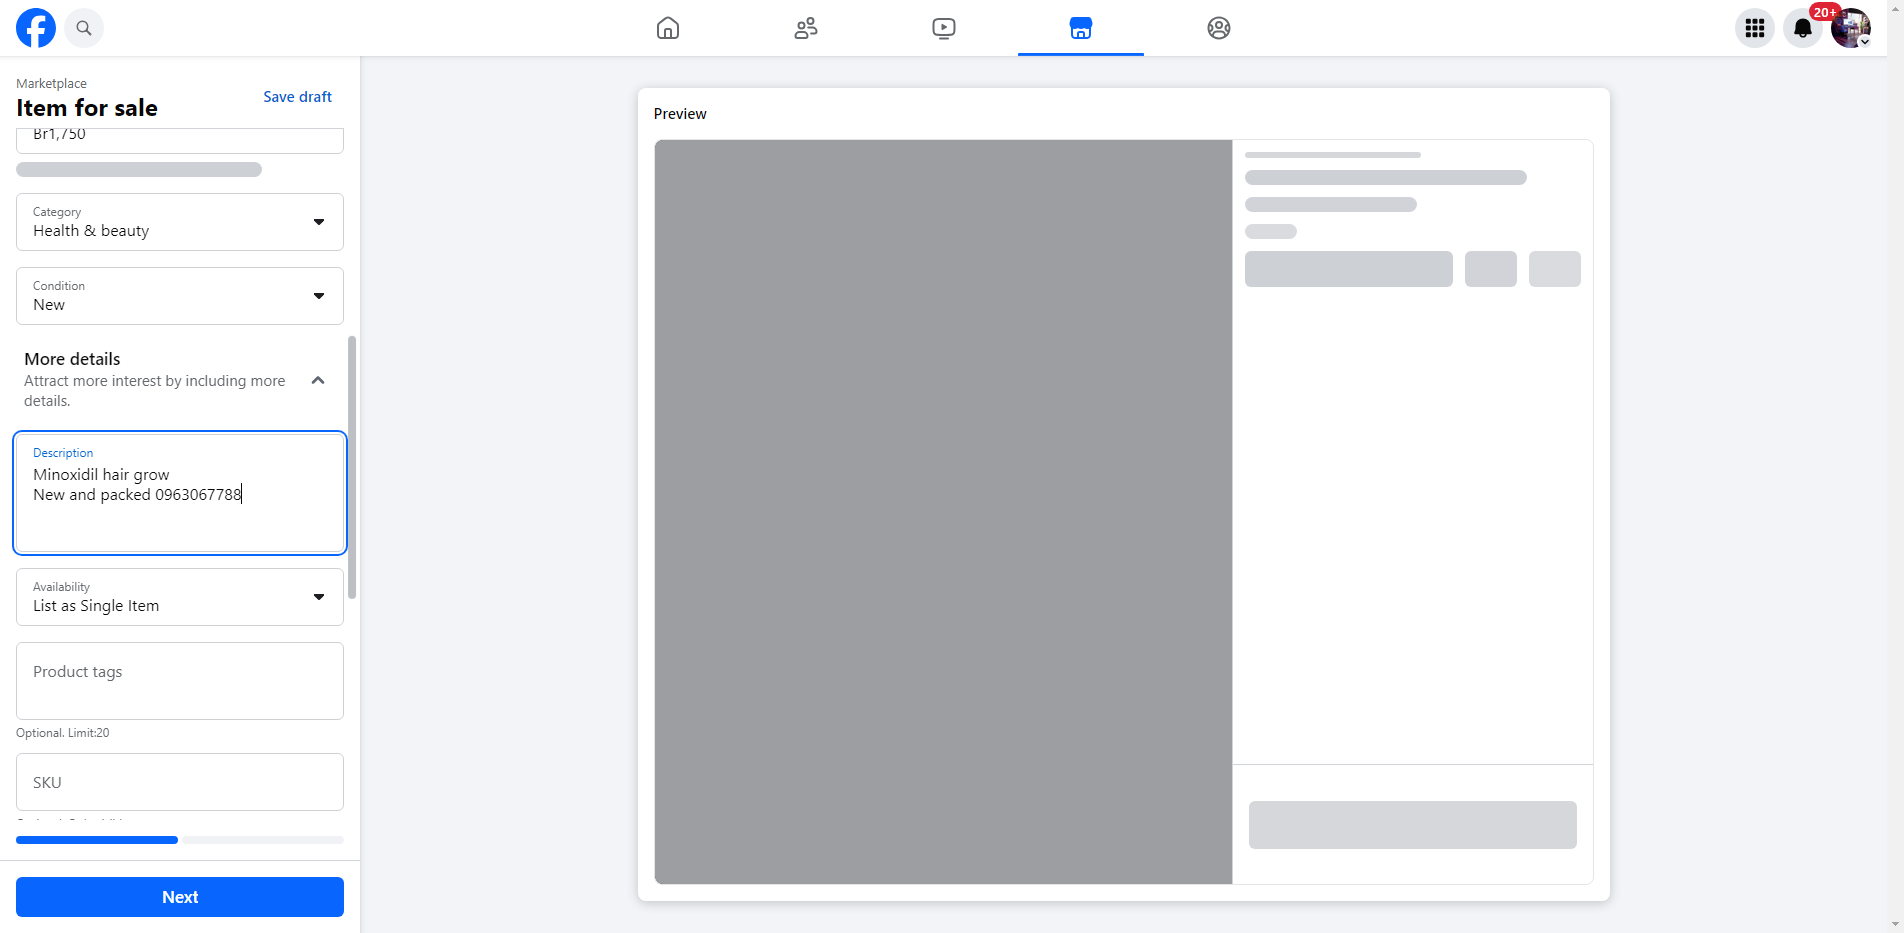 20+
Marketplace
Item for sale
Save draft
Br1,750
Category
Health & beauty
Condition
New
More details
Attract more interest by including more
details.
Description
Minoxidil hair grow
New and packed 0963067788
Availability
List as Single Item
Product tags
Optional. Limit:20
SKU
Next
Preview